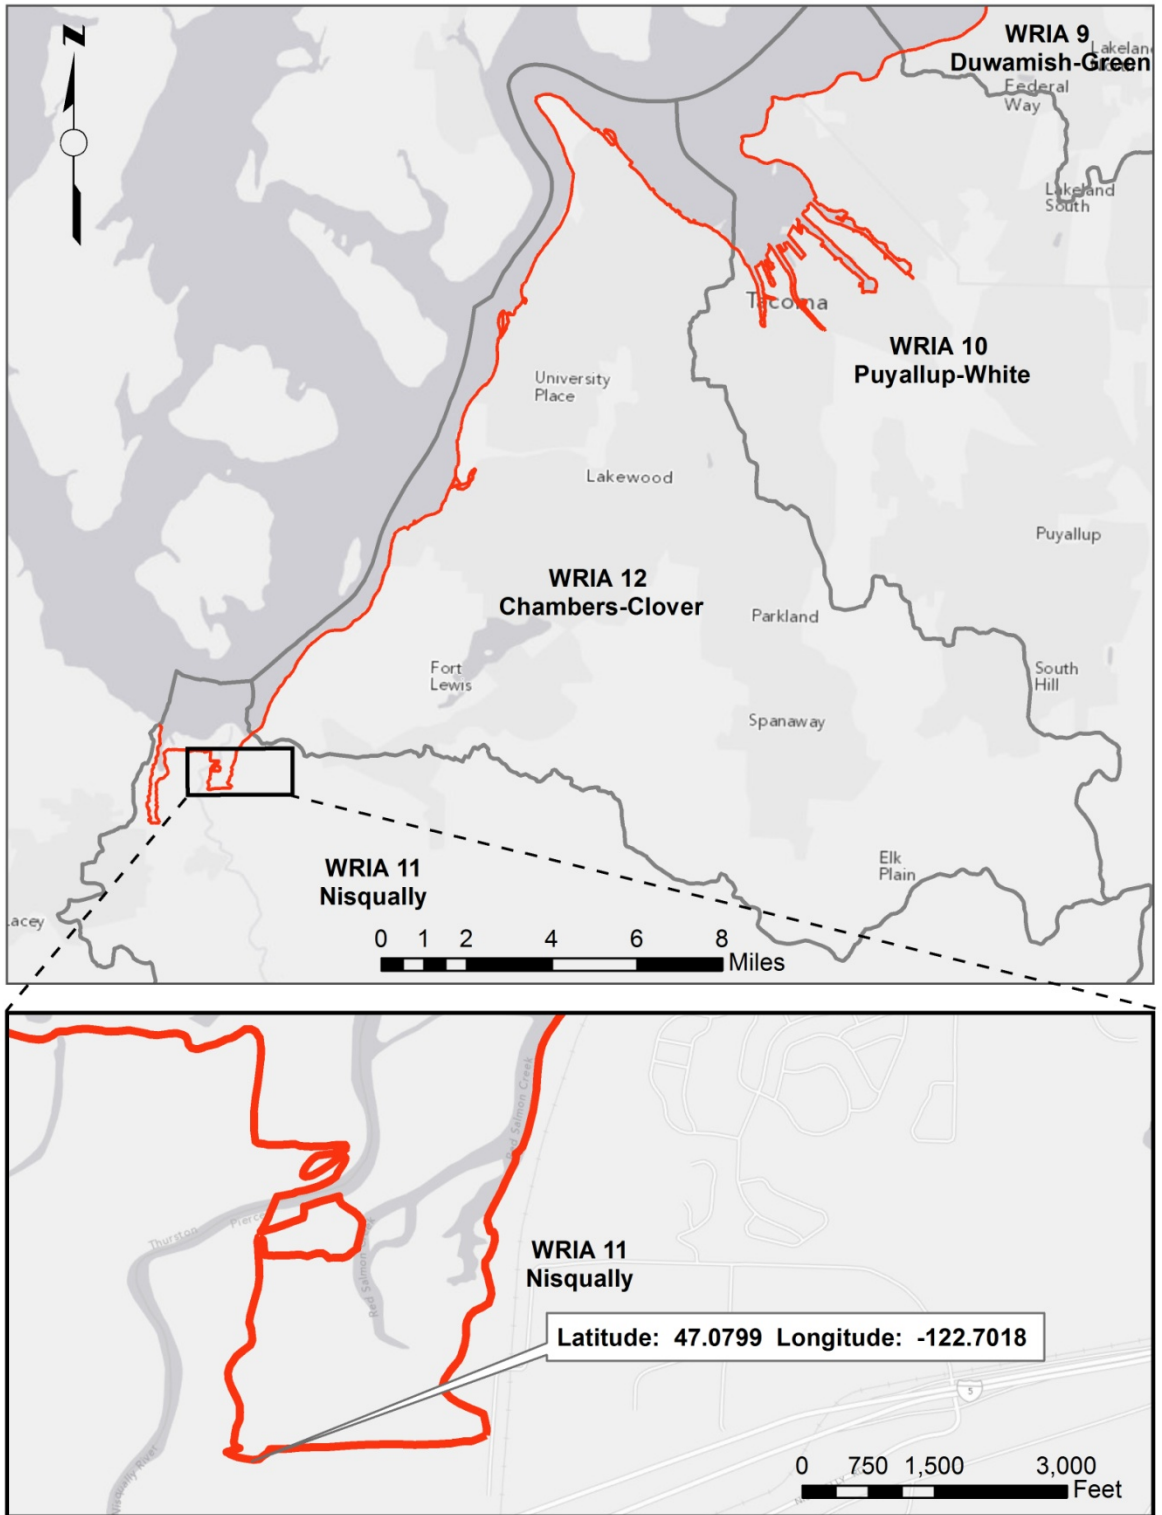 N
WRIA 9
Duwamish-Green
Federal
Way
Lakeland
South
Tacoma
WRIA 10
Puyallup-White
University
Place
Lakewood
Puyallup
WRIA 12
Chambers-Clover
Parkland
Fort
Lewis
South
Hill
Spanaway
Elk
Plain
WRIA 11
Nisqually
Lacey
0 1 2 4 6 8
Miles
Red Salmon Creek
Thurston
Pierce
Red Salmon Creek
WRIA 11
Nisqually
Latitude: 47.0799 Longitude: -122.7018
5
Nisqually River
0 750 1,500 3,000
Feet